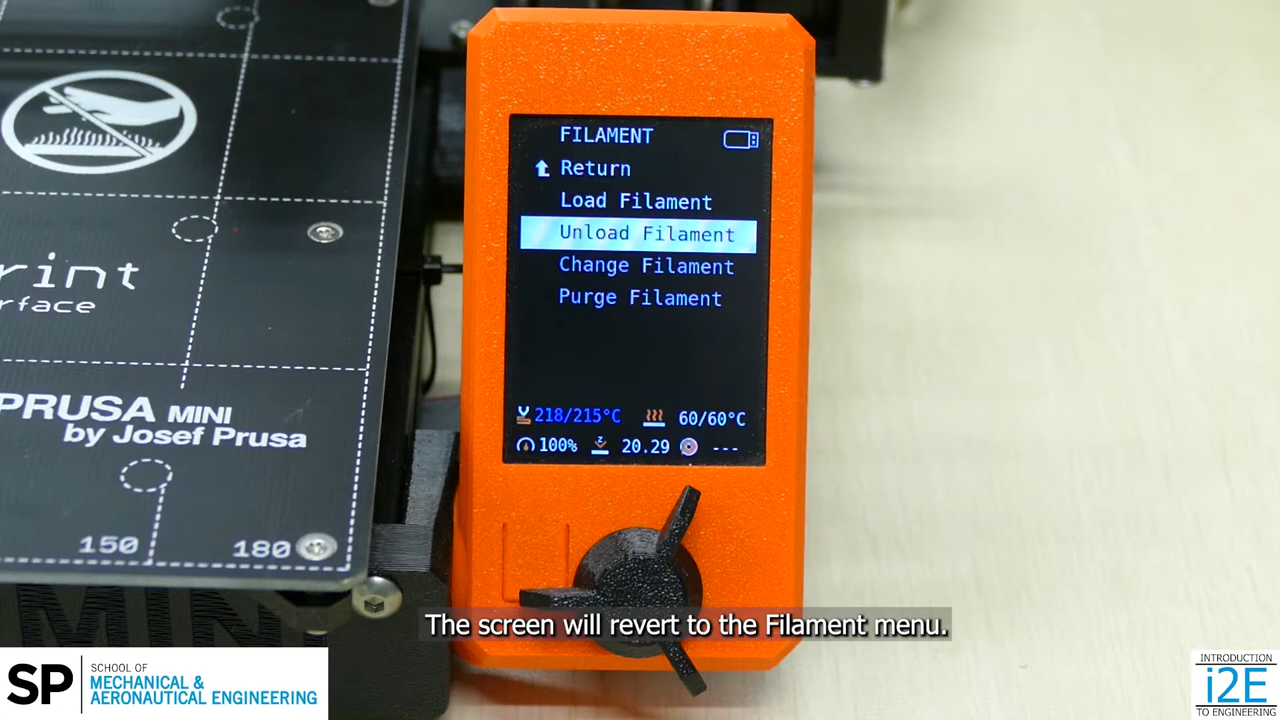 FILAMENT
Return
Load Filament
Unload Filament
Change Filament
Purge Filament
218/215°C 60/60°C
100% Z 20.29 ---
rint
rface
PRUSA MINI
by Josef Prusa
150 180
MINI
The screen will revert to the Filament menu.
SP
SCHOOL OF
MECHANICAL &
AERONAUTICAL ENGINEERING
INTRODUCTION
i2E
TO ENGINEERING